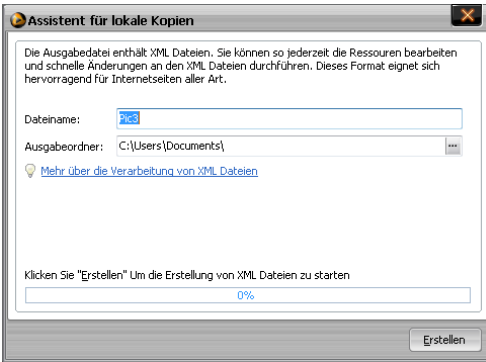 Assistent für lokale Kopien
Die Ausgabedatei enthält XML Dateien. Sie können so jederzeit die Ressouren bearbeiten
und schnelle Änderungen an den XML Dateien durchführen. Dieses Format eignet sich
hervorragend für Internetseiten aller Art.
Dateiname: Pic3
Ausgabeordner: C:\Users\Documents\ ...
Mehr über die Verarbeitung von XML Dateien
Klicken Sie "Erstellen" Um die Erstellung von XML Dateien zu starten
0%
Erstellen